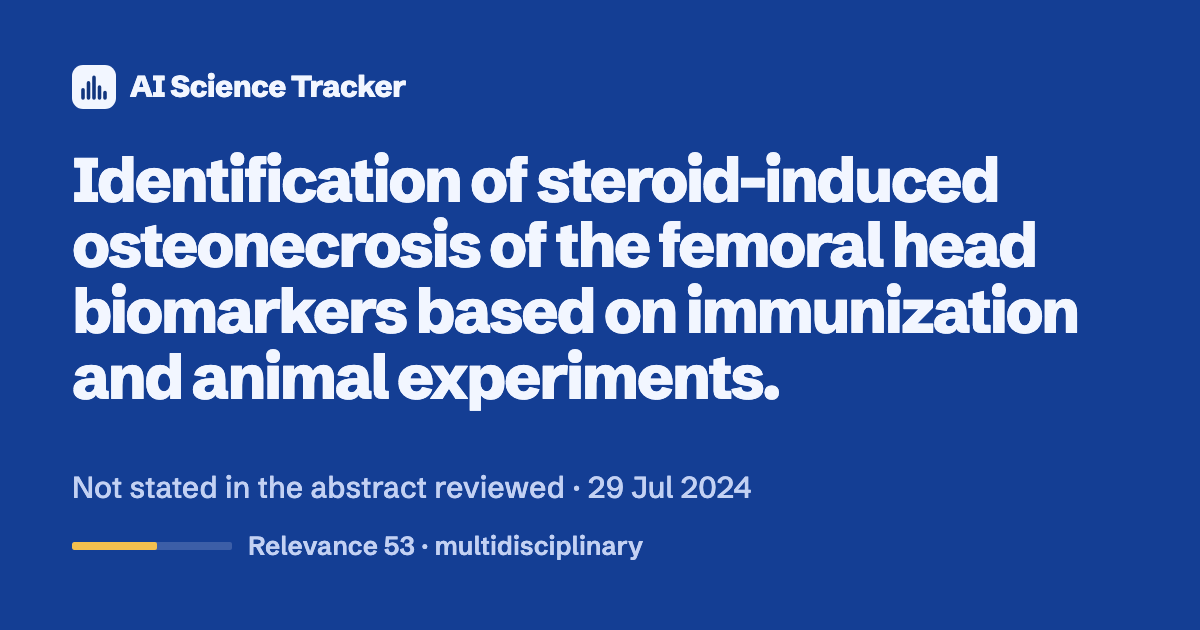 AI Science Tracker
Identification of steroid-induced
osteonecrosis of the femoral head
biomarkers based on immunization
and animal experiments.
Not stated in the abstract reviewed · 29 Jul 2024
Relevance 53 · multidisciplinary